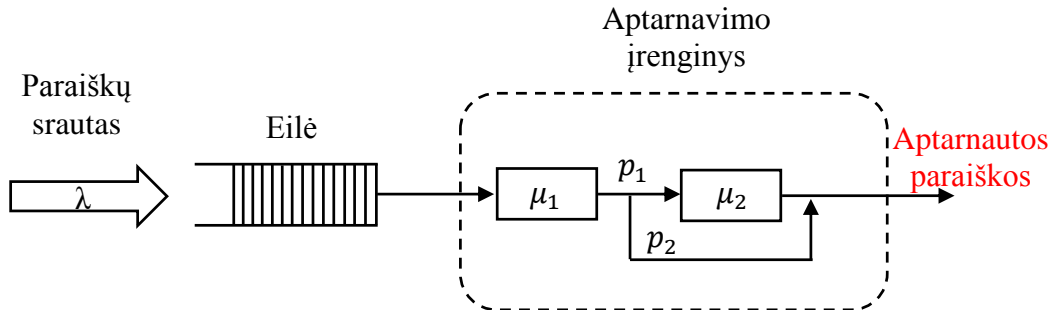 Aptarnavimo
įrenginys
Paraiškų
srautas
Eilė
Aptarnautos
paraiškos
λ
μ₁
p₁
μ₂
p₂